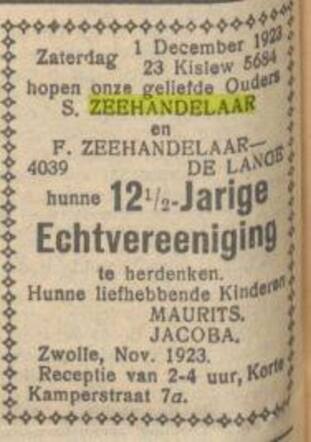 Zaterdag 1 December 1923
23 Kislew 5684
hopen onze geliefde Ouders
S. ZEEHANDELAAR
en
F. ZEEHANDELAAR—
4039 DE LANGE
hunne 12½-Jarige
Echtvereeniging
te herdenken.
Hunne liefhebbende Kinderen
MAURITS.
JACOBA.
Zwolle, Nov. 1923.
Receptie van 2-4 uur, Korte
Kamperstraat 7a.